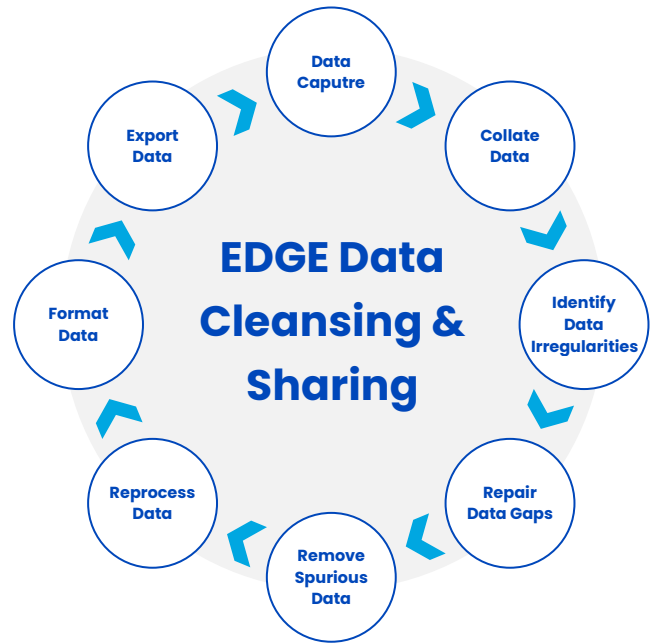 Data
Caputre
Export
Data
Collate
Data
EDGE Data
Cleansing &
Sharing
Format
Data
Identify
Data
Irregularities
Reprocess
Data
Repair
Data Gaps
Remove
Spurious
Data